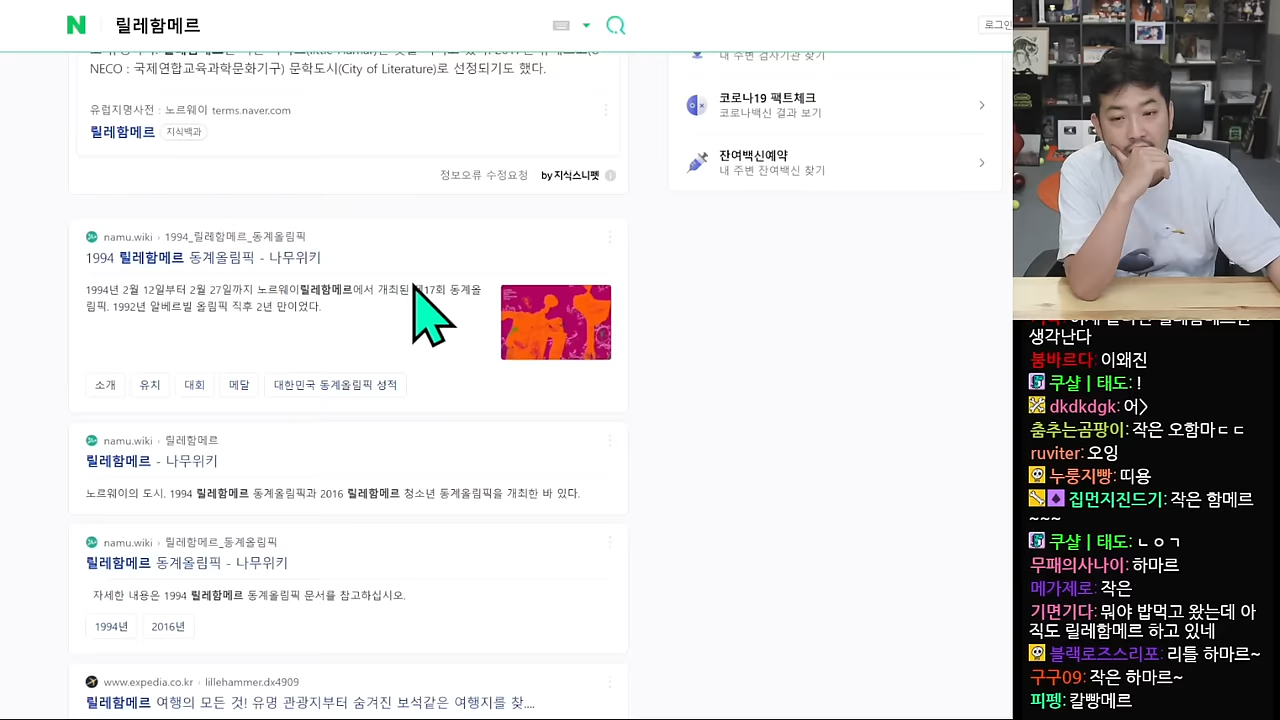 N 릴레함메르
로그인
NECO : 국제연합교육과학문화기구) 문학도시(City of Literature)로 선정되기도 했다.
유럽지명사전 : 노르웨이 terms.naver.com
릴레함메르 지식백과
정보오류 수정요청 by 지식스니펫
1994 릴레함메르 동계올림픽 - 나무위키
namu.wiki › 1994_릴레함메르_동계올림픽
1994년 2월 12일부터 2월 27일까지 노르웨이릴레함메르에서 개최된 제17회 동계올
림픽. 1992년 알베르빌 올림픽 직후 2년 만이었다.
소개 유치 대회 메달 대한민국 동계올림픽 성적
namu.wiki › 릴레함메르
릴레함메르 - 나무위키
노르웨이의 도시. 1994 릴레함메르 동계올림픽과 2016 릴레함메르 청소년 동계올림픽을 개최한 바 있다.
namu.wiki › 릴레함메르_동계올림픽
릴레함메르 동계올림픽 - 나무위키
자세한 내용은 1994 릴레함메르 동계올림픽 문서를 참고하십시오.
1994년 2016년
www.expedia.co.kr › lillehammer.dx4909
릴레함메르 여행의 모든 것! 유명 관광지부터 숨겨진 보석같은 여행지를 찾....
내 주변 검사기관 찾기
코로나19 팩트체크
코로나백신 결과 보기
잔여백신예약
내 주변 잔여백신 찾기
생각난다
붐바르다: 이왜진
쿠샬 | 태도: !
dkdkdgk: 어>
춤추는곰팡이: 작은 오함마ㄷㄷ
ruviter: 오잉
누룽지빵: 띠용
집먼지진드기: 작은 함메르
~~~
쿠샬 | 태도: ㄴㅇㄱ
무패의사나이: 하마르
메가제로: 작은
기면기다: 뭐야 밥먹고 왔는데 아
직도 릴레함메르 하고 있네
블랙로즈스리포: 리틀 하마르~
구구09: 작은 하마르~
피펭: 칼빵메르